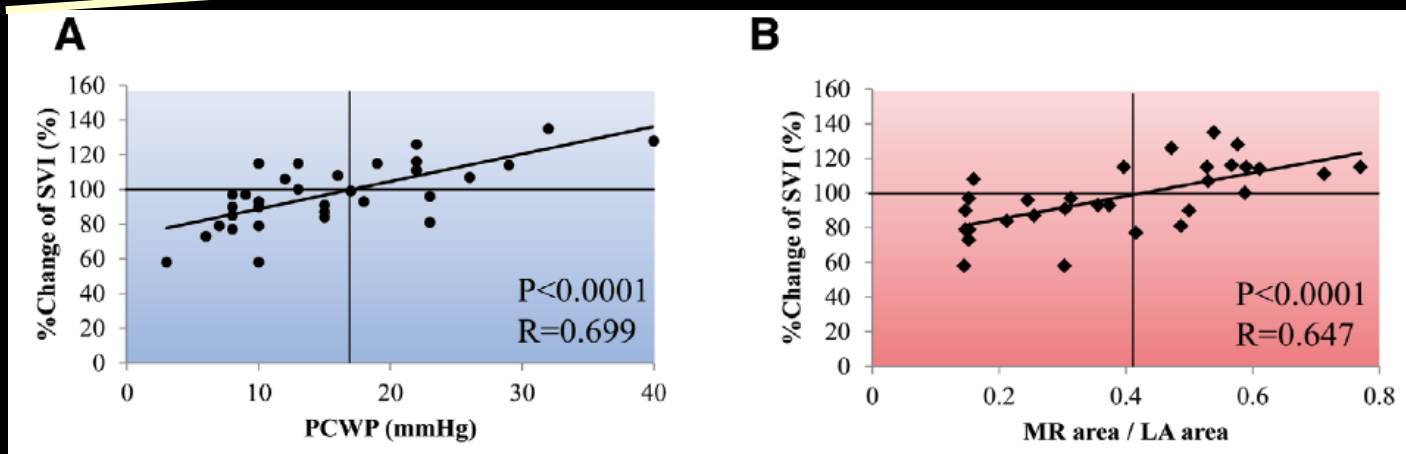 A
%Change of SVI (%)
160
140
120
100
80
60
40
20
0
P<0.0001
R=0.699
0 10 20 30 40
PCWP (mmHg)
B
%Change of SVI (%)
160
140
120
100
80
60
40
20
0
P<0.0001
R=0.647
0 0.2 0.4 0.6 0.8
MR area / LA area